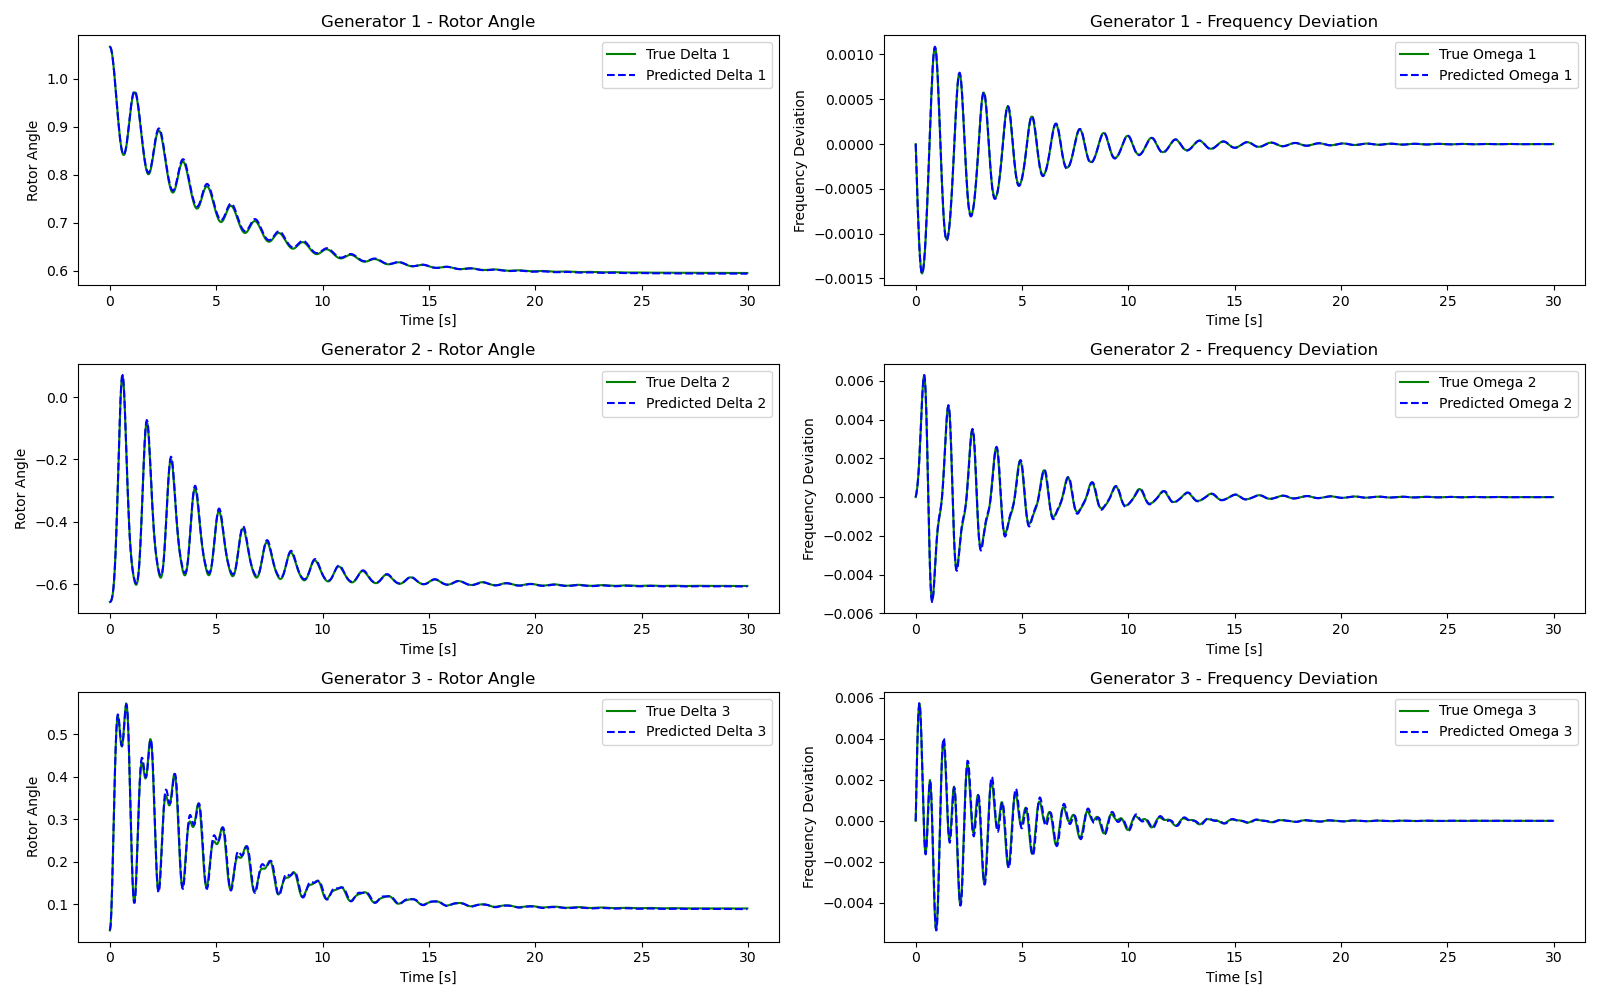 Generator 1 - Rotor Angle
Rotor Angle
1.0
0.9
0.8
0.7
0.6
True Delta 1
Predicted Delta 1
0 5 10 15 20 25 30
Time [s]
Generator 1 - Frequency Deviation
Frequency Deviation
0.0010
0.0005
0.0000
−0.0005
−0.0010
−0.0015
True Omega 1
Predicted Omega 1
0 5 10 15 20 25 30
Time [s]
Generator 2 - Rotor Angle
Rotor Angle
0.0
−0.2
−0.4
−0.6
True Delta 2
Predicted Delta 2
0 5 10 15 20 25 30
Time [s]
Generator 2 - Frequency Deviation
Frequency Deviation
0.006
0.004
0.002
0.000
−0.002
−0.004
−0.006
True Omega 2
Predicted Omega 2
0 5 10 15 20 25 30
Time [s]
Generator 3 - Rotor Angle
Rotor Angle
0.5
0.4
0.3
0.2
0.1
True Delta 3
Predicted Delta 3
0 5 10 15 20 25 30
Time [s]
Generator 3 - Frequency Deviation
Frequency Deviation
0.006
0.004
0.002
0.000
−0.002
−0.004
True Omega 3
Predicted Omega 3
0 5 10 15 20 25 30
Time [s]